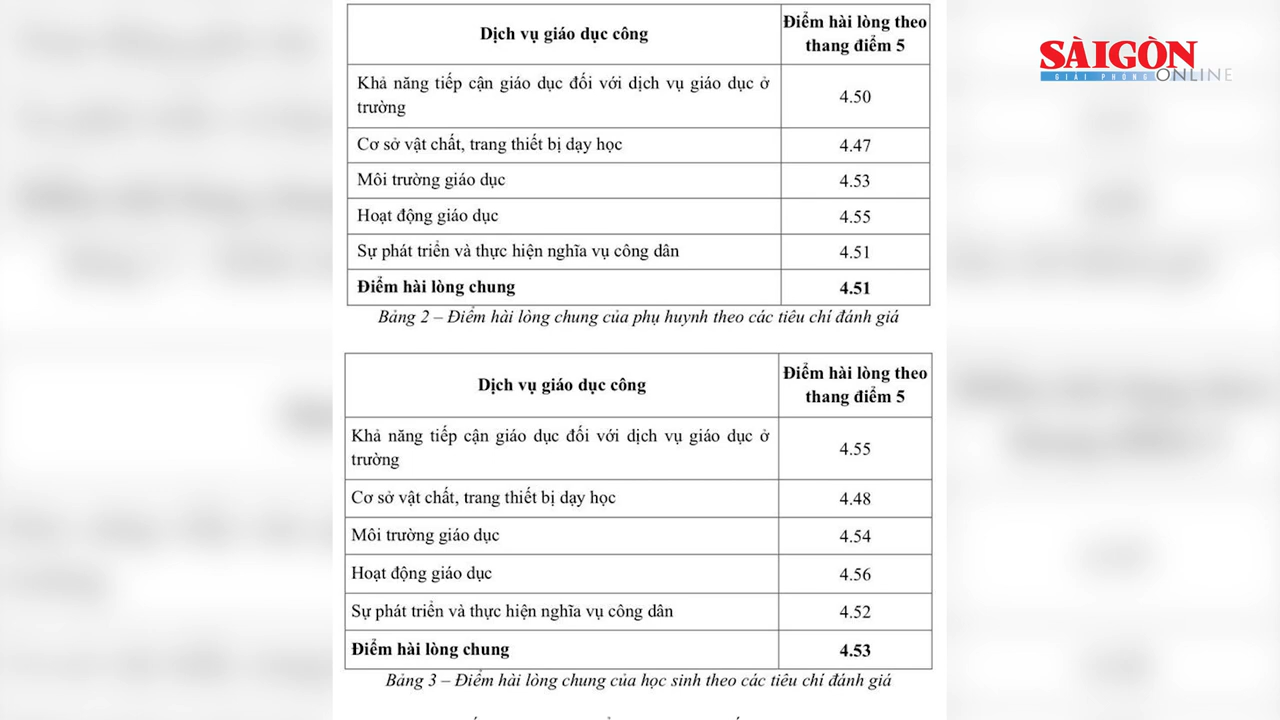 Dịch vụ giáo dục công
Điểm hài lòng theo
thang điểm 5
SÀIGÒN
GIẢI PHÓNG ONLINE
Khả năng tiếp cận giáo dục đối với dịch vụ giáo dục ở
trường
4.50
Cơ sở vật chất, trang thiết bị dạy học
4.47
Môi trường giáo dục
4.53
Hoạt động giáo dục
4.55
Sự phát triển và thực hiện nghĩa vụ công dân
4.51
Điểm hài lòng chung
4.51
Bảng 2 – Điểm hài lòng chung của phụ huynh theo các tiêu chí đánh giá
Dịch vụ giáo dục công
Điểm hài lòng theo
thang điểm 5
Khả năng tiếp cận giáo dục đối với dịch vụ giáo dục ở
trường
4.55
Cơ sở vật chất, trang thiết bị dạy học
4.48
Môi trường giáo dục
4.54
Hoạt động giáo dục
4.56
Sự phát triển và thực hiện nghĩa vụ công dân
4.52
Điểm hài lòng chung
4.53
Bảng 3 – Điểm hài lòng chung của học sinh theo các tiêu chí đánh giá